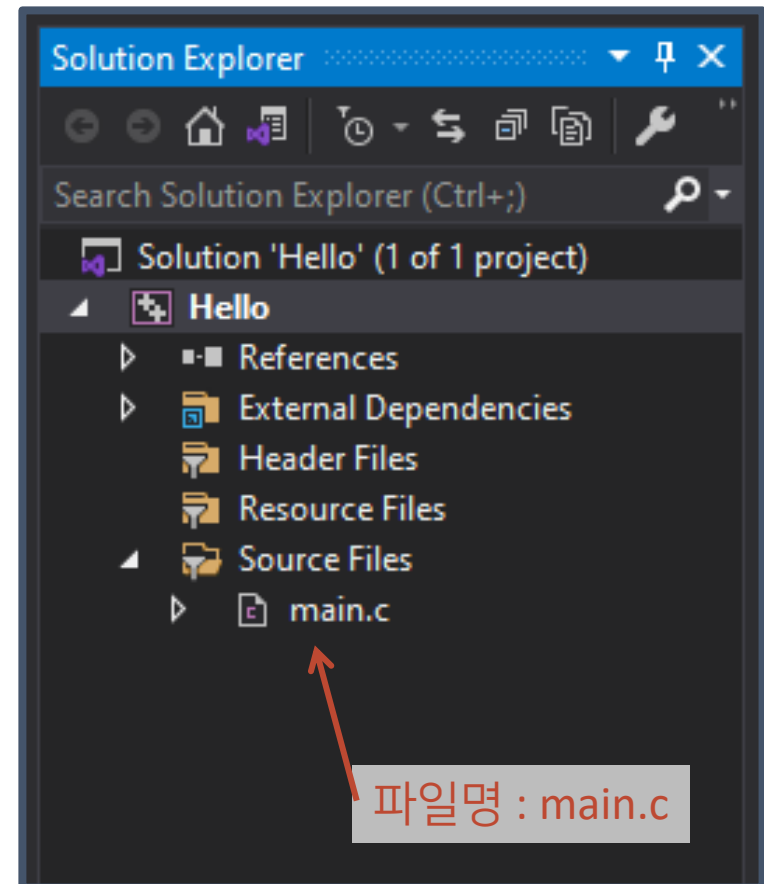 Solution Explorer
Search Solution Explorer (Ctrl+;)
Solution 'Hello' (1 of 1 project)
Hello
References
External Dependencies
Header Files
Resource Files
Source Files
main.c
파일명 : main.c